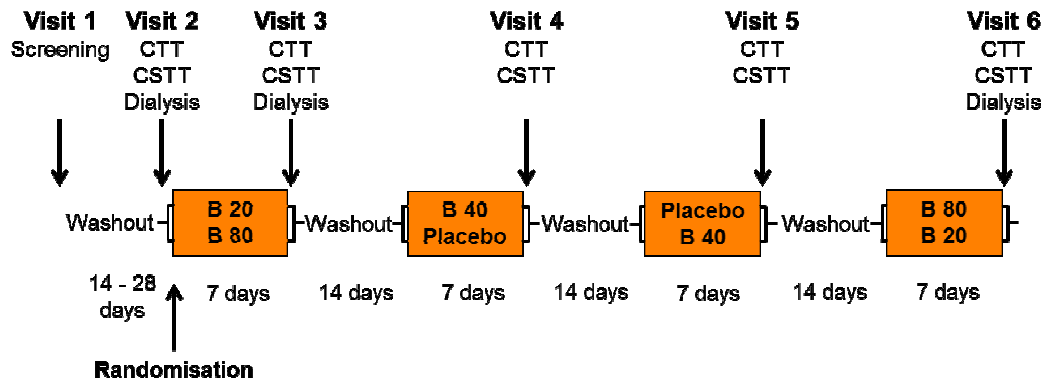 Visit 1
Screening
Visit 2
CTT
CSTT
Dialysis
Visit 3
CTT
CSTT
Dialysis
Visit 4
CTT
CSTT
Visit 5
CTT
CSTT
Visit 6
CTT
CSTT
Dialysis
Washout
B 20
B 80
Washout
B 40
Placebo
Washout
Placebo
B 40
Washout
B 80
B 20
14 - 28
days
7 days
14 days
7 days
14 days
7 days
14 days
7 days
Randomisation